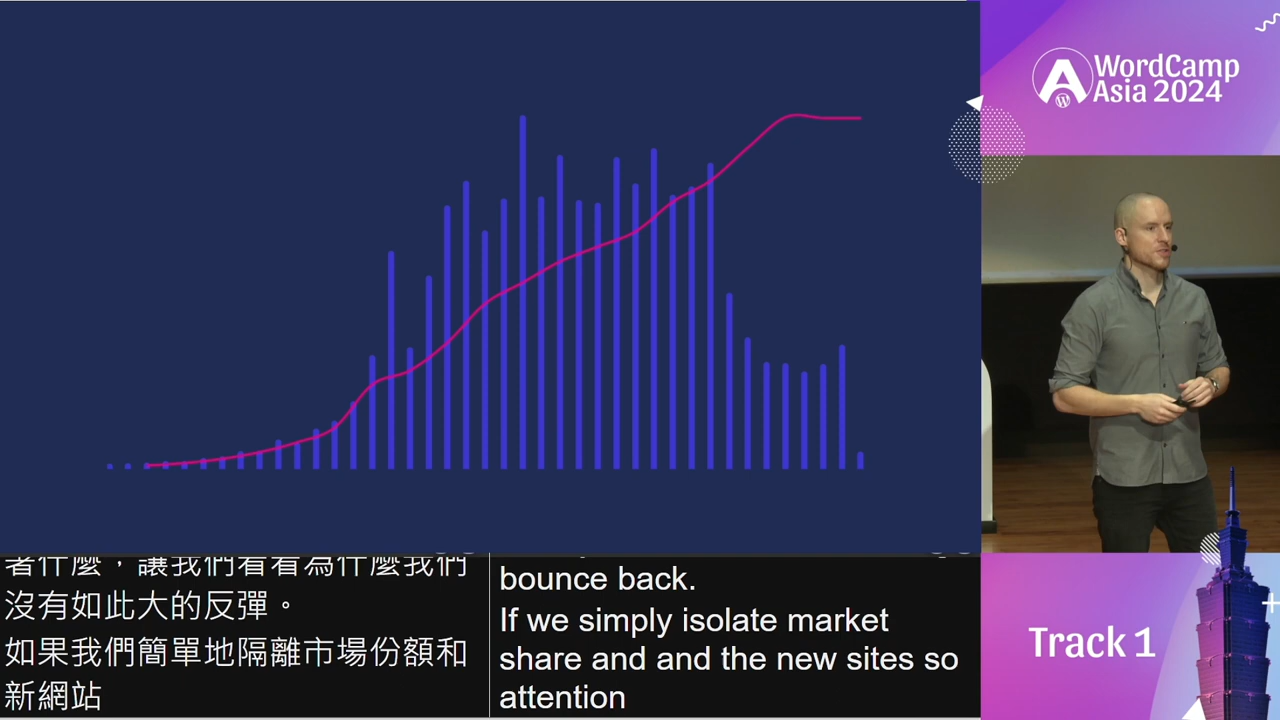 WordCamp
Asia 2024
著什麼，讓我們看看為什麼我們
沒有如此大的反彈。
如果我們簡單地隔離市場份額和
新網站
bounce back.
If we simply isolate market
share and and the new sites so
attention
Track 1